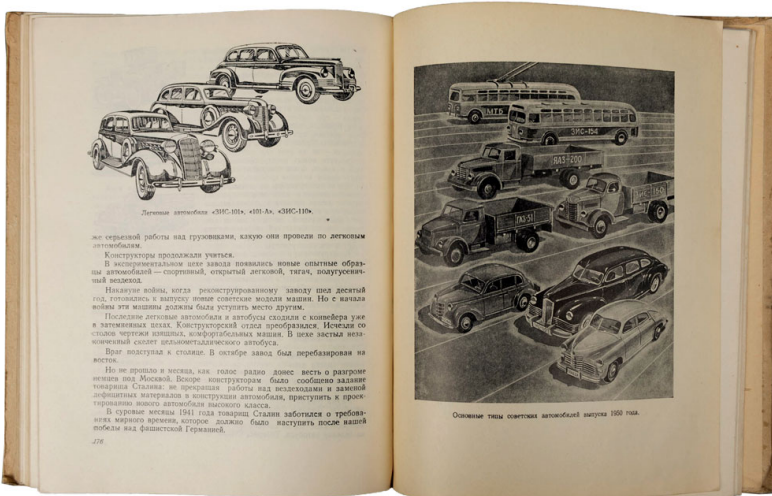 Легковые автомобили «ЗИС-101», «101-А», «ЗИС-110».
же серьезной работы над грузовиками, какую они провели по легковым
автомобилям.
Конструкторы продолжали учиться.
В экспериментальном цехе завода появились новые опытные образ-
цы автомобилей — спортивный, открытый легковой, тягач, полугусенич-
ный вездеход.
Накануне войны, когда реконструированному заводу шел десятый
год, готовились к выпуску новые советские модели машин. Но с начала
войны эти машины должны были уступить место другим.
Последние легковые автомобили и автобусы сходили с конвейера уже
в затемненных цехах. Конструкторский отдел преобразился. Исчезли со
столов чертежи изящных, комфортабельных машин. В цехе застыл неза-
конченный скелет цельнометаллического автобуса.
Враг подступал к столице. В октябре завод был перебазирован на
восток.
Но не прошло и месяца, как голос радио донес весть о разгроме
немцев под Москвой. Вскоре конструкторам было сообщено задание
товарища Сталина: не прекращая работы над вездеходами и заменой
дефицитных материалов в конструкции автомобиля, приступить к проек-
тированию нового автомобиля высокого класса.
В суровые месяцы 1941 года товарищ Сталин заботился о требова-
ниях мирного времени, которое должно было наступить после нашей
победы над фашистской Германией.
276
МТБ
ЗИС-154
ЯАЗ-200
ГАЗ-51
Основные типы советских автомобилей выпуска 1950 года.